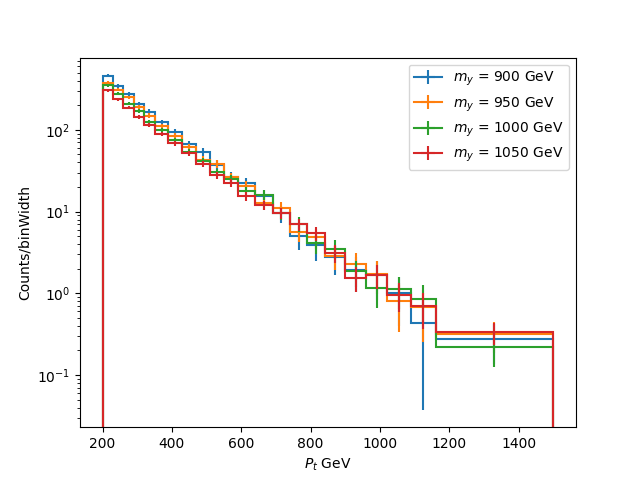 m_y = 900 GeV
m_y = 950 GeV
m_y = 1000 GeV
m_y = 1050 GeV
Counts/binWidth
10^2
10^1
10^0
10^−1
200 400 600 800 1000 1200 1400
P_t GeV